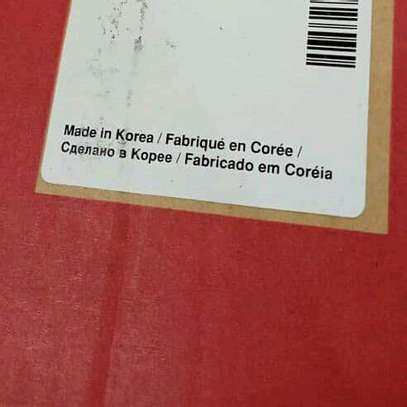 Made in Korea / Fabriqué en Corée /
Сделано в Корее / Fabricado em Coréia